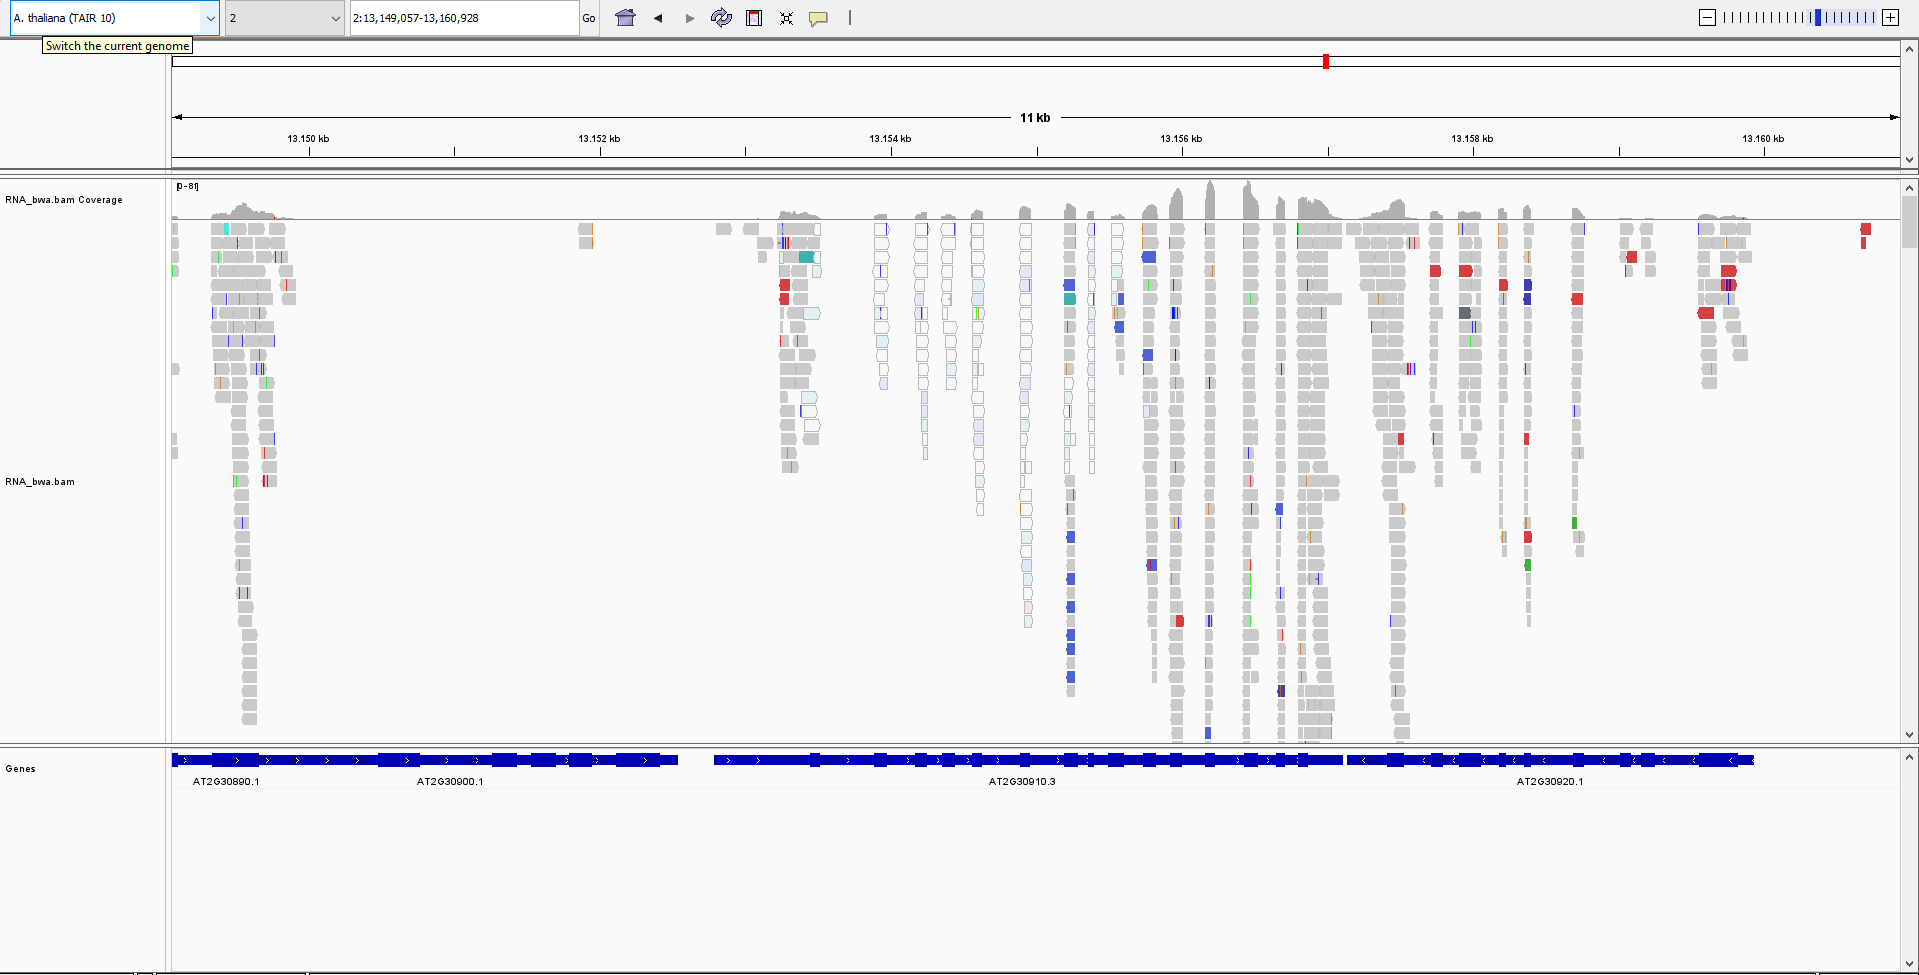 A. thaliana (TAIR 10) 2 2:13,149,057-13,160,928 Go
Switch the current genome
11 kb
13.150 kb 13.152 kb 13.154 kb 13.156 kb 13.158 kb 13.160 kb
[0-81]
RNA_bwa.bam Coverage
RNA_bwa.bam
Genes
AT2G30890.1 AT2G30900.1 AT2G30910.3 AT2G30920.1